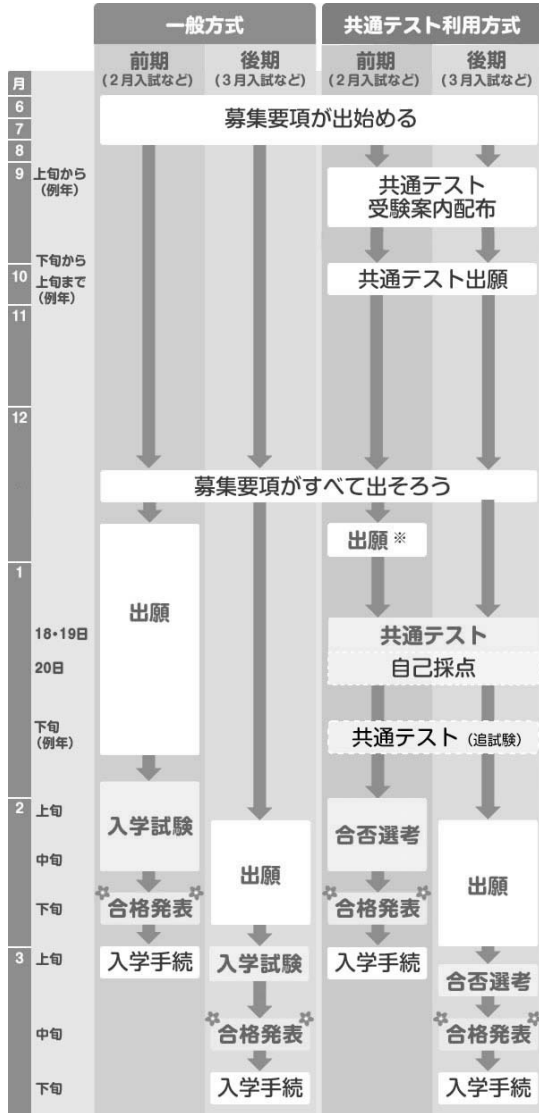 一般方式
共通テスト利用方式
前期
(2月入試など)
後期
(3月入試など)
前期
(2月入試など)
後期
(3月入試など)
月
6
7
募集要項が出始める
8
9 上旬から
(例年)
共通テスト
受験案内配布
下旬から
10 上旬まで
(例年)
共通テスト出願
11
12
募集要項がすべて出そろう
出願 ※
1
出願
18・19日
共通テスト
20日
自己採点
下旬
(例年)
共通テスト (追試験)
2 上旬
入学試験
合否選考
中旬
出願
出願
下旬
合格発表
合格発表
3 上旬
入学手続
入学試験
入学手続
合否選考
中旬
合格発表
合格発表
下旬
入学手続
入学手続